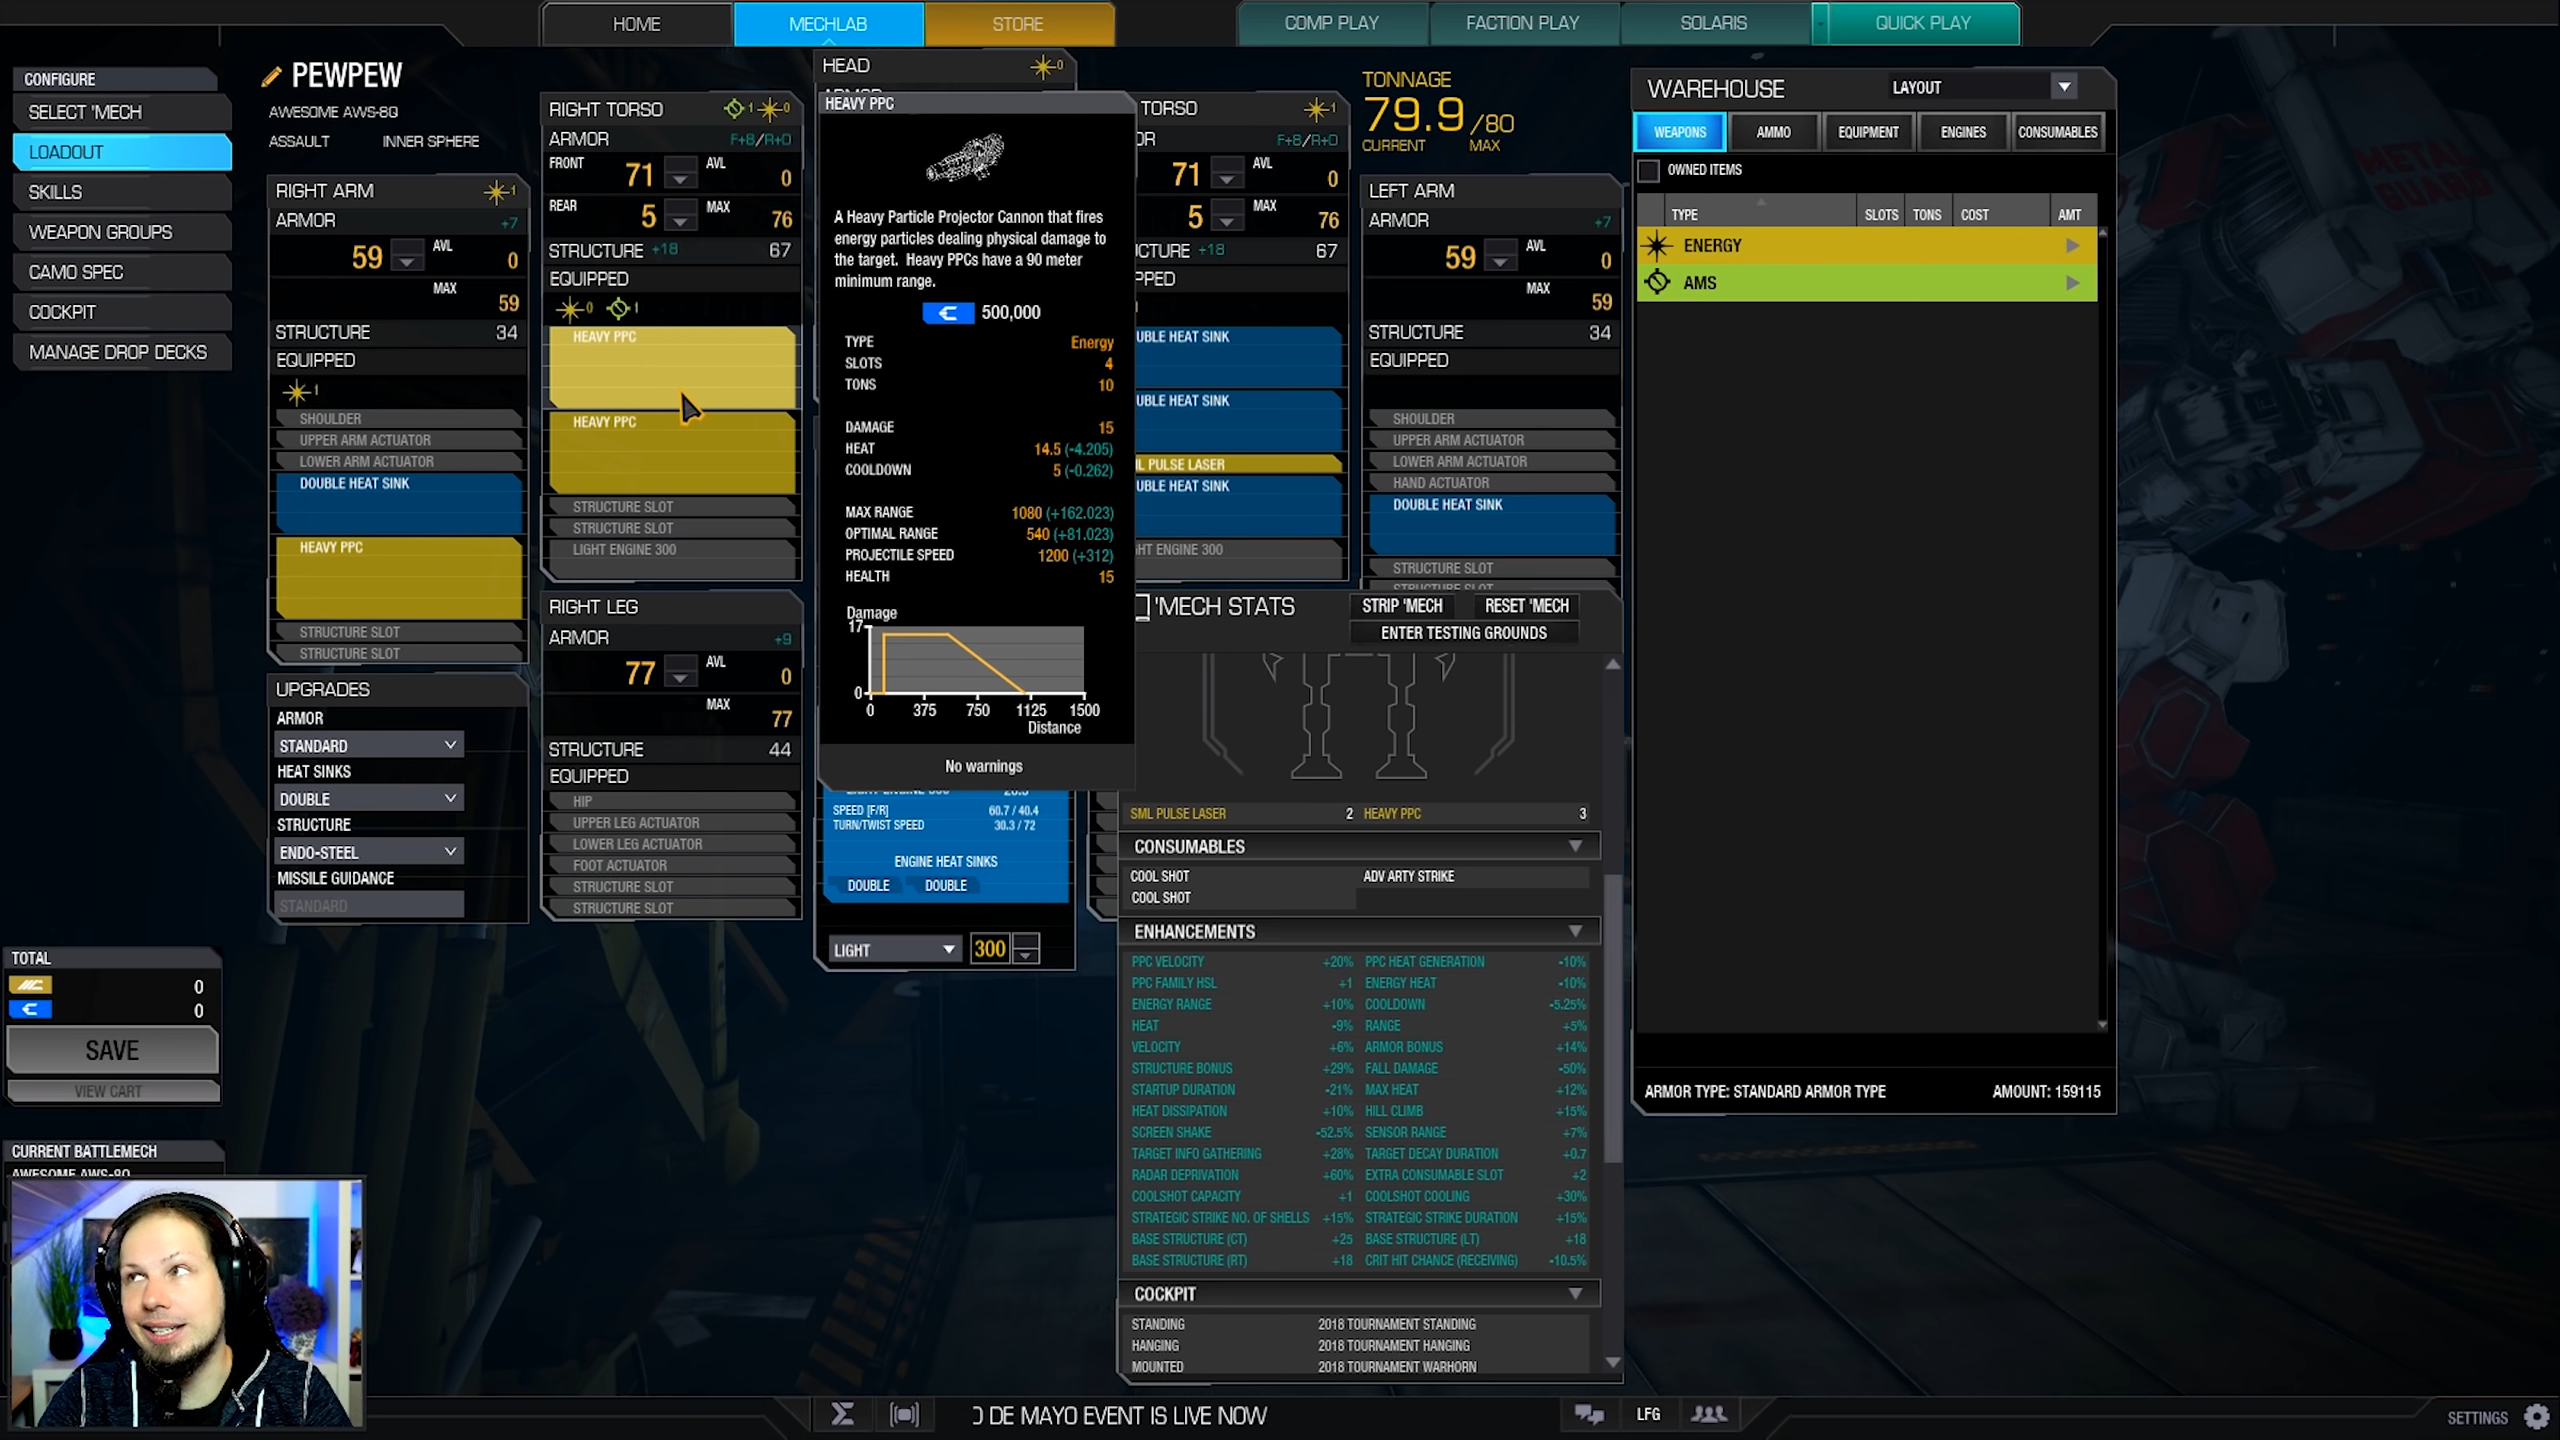 HOME
MECHLAB
STORE
COMP PLAY
FACTION PLAY
SOLARIS
QUICK PLAY
CONFIGURE
SELECT 'MECH
LOADOUT
SKILLS
WEAPON GROUPS
CAMO SPEC
COCKPIT
MANAGE DROP DECKS
PEWPEW
AWESOME AWS-8Q
ASSAULT INNER SPHERE
RIGHT ARM 1
ARMOR +7
59 AVL 0
MAX 59
STRUCTURE 34
EQUIPPED
1
SHOULDER
UPPER ARM ACTUATOR
LOWER ARM ACTUATOR
DOUBLE HEAT SINK
HEAVY PPC
STRUCTURE SLOT
STRUCTURE SLOT
UPGRADES
ARMOR
STANDARD
HEAT SINKS
DOUBLE
STRUCTURE
ENDO-STEEL
MISSILE GUIDANCE
STANDARD
RIGHT TORSO 1 0
ARMOR F+8/R+0
FRONT 71 AVL 0
REAR 5 MAX 76
STRUCTURE +18 67
EQUIPPED
0 1
HEAVY PPC
HEAVY PPC
STRUCTURE SLOT
STRUCTURE SLOT
LIGHT ENGINE 300
RIGHT LEG
ARMOR +9
77 AVL 0
MAX 77
STRUCTURE 44
EQUIPPED
HIP
UPPER LEG ACTUATOR
LOWER LEG ACTUATOR
FOOT ACTUATOR
STRUCTURE SLOT
STRUCTURE SLOT
HEAD 0
HEAVY PPC
A Heavy Particle Projector Cannon that fires
energy particles dealing physical damage to
the target. Heavy PPCs have a 90 meter
minimum range.
500,000
TYPE Energy
SLOTS 4
TONS 10
DAMAGE 15
HEAT 14.5 (-4.205)
COOLDOWN 5 (-0.262)
MAX RANGE 1080 (+162.023)
OPTIMAL RANGE 540 (+81.023)
PROJECTILE SPEED 1200 (+312)
HEALTH 15
Damage
17
0
0 375 750 1125 1500
Distance
No warnings
SPEED [F/R] 60.7 / 40.4
TURN/TWIST SPEED 30.3 / 72
ENGINE HEAT SINKS
DOUBLE DOUBLE
LIGHT 300
TORSO 1
OR F+8/R+0
71 AVL 0
5 MAX 76
CTURE +18 67
PPED
UBLE HEAT SINK
UBLE HEAT SINK
L PULSE LASER
UBLE HEAT SINK
HT ENGINE 300
TONNAGE
79.9 /80
CURRENT MAX
LEFT ARM
ARMOR +7
59 AVL 0
MAX 59
STRUCTURE 34
EQUIPPED
SHOULDER
UPPER ARM ACTUATOR
LOWER ARM ACTUATOR
HAND ACTUATOR
DOUBLE HEAT SINK
STRUCTURE SLOT
STRUCTURE SLOT
'MECH STATS
STRIP 'MECH
RESET 'MECH
ENTER TESTING GROUNDS
SML PULSE LASER 2 HEAVY PPC 3
CONSUMABLES
COOL SHOT ADV ARTY STRIKE
COOL SHOT
ENHANCEMENTS
PPC VELOCITY +20% PPC HEAT GENERATION -10%
PPC FAMILY HSL +1 ENERGY HEAT -10%
ENERGY RANGE +10% COOLDOWN -5.25%
HEAT -9% RANGE +5%
VELOCITY +6% ARMOR BONUS +14%
STRUCTURE BONUS +29% FALL DAMAGE -50%
STARTUP DURATION -21% MAX HEAT +12%
HEAT DISSIPATION +10% HILL CLIMB +15%
SCREEN SHAKE -52.5% SENSOR RANGE +7%
TARGET INFO GATHERING +28% TARGET DECAY DURATION +0.7
RADAR DEPRIVATION +60% EXTRA CONSUMABLE SLOT +2
COOLSHOT CAPACITY +1 COOLSHOT COOLING +30%
STRATEGIC STRIKE NO. OF SHELLS +15% STRATEGIC STRIKE DURATION +15%
BASE STRUCTURE (CT) +25 BASE STRUCTURE (LT) +18
BASE STRUCTURE (RT) +18 CRIT HIT CHANCE (RECEIVING) -10.5%
COCKPIT
STANDING 2018 TOURNAMENT STANDING
HANGING 2018 TOURNAMENT HANGING
MOUNTED 2018 TOURNAMENT WARHORN
WAREHOUSE
LAYOUT
WEAPONS
AMMO
EQUIPMENT
ENGINES
CONSUMABLES
OWNED ITEMS
TYPE SLOTS TONS COST AMT
ENERGY
AMS
ARMOR TYPE: STANDARD ARMOR TYPE AMOUNT: 159115
METAL
GUARD
TOTAL
0
0
SAVE
VIEW CART
CURRENT BATTLEMECH
AWESOME AWS-8Q
O DE MAYO EVENT IS LIVE NOW
LFG
SETTINGS